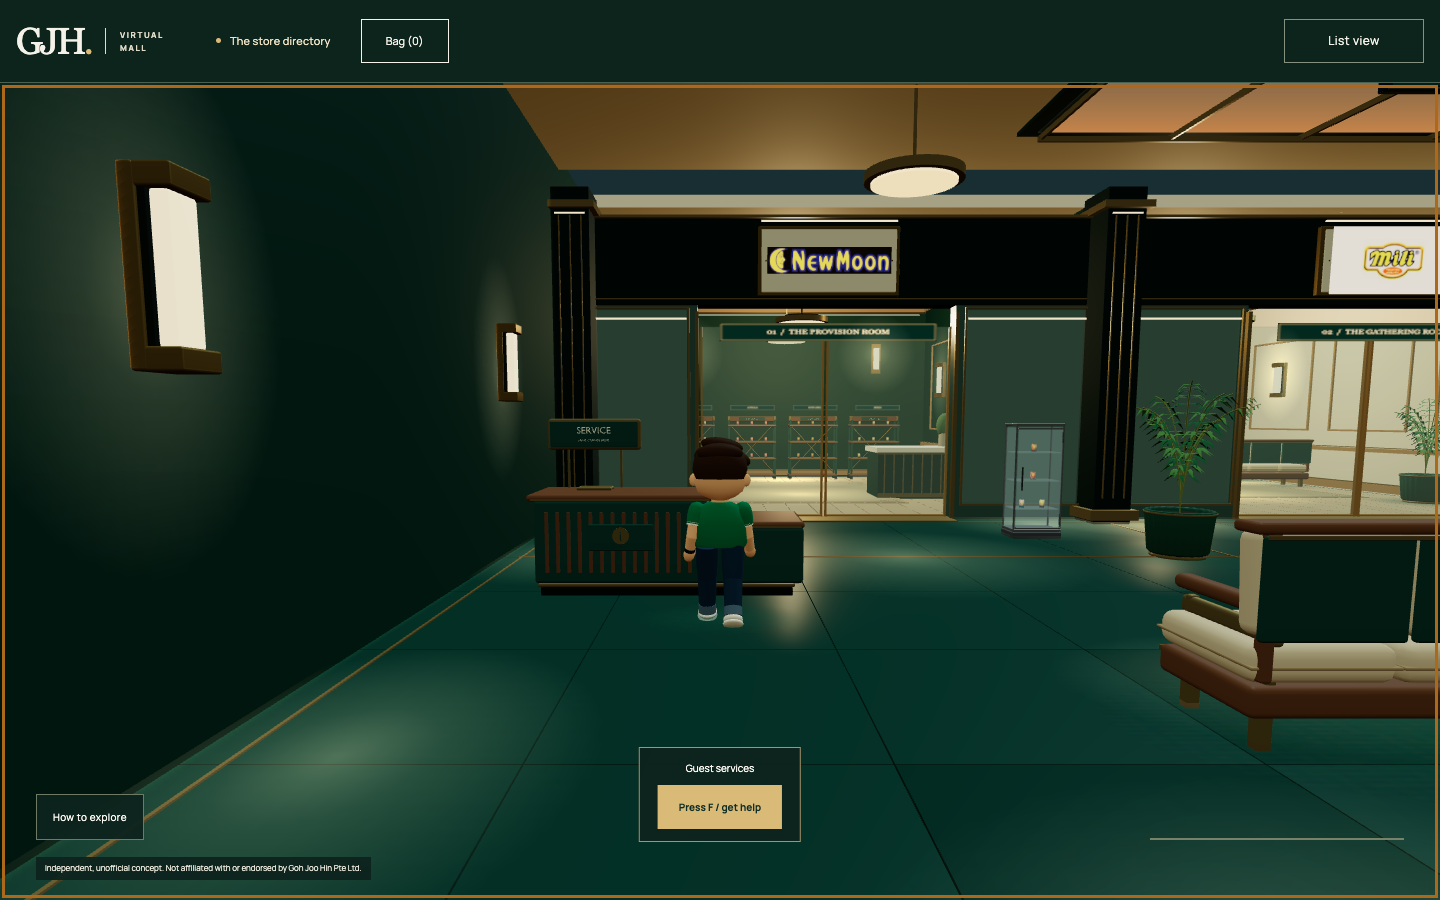 GJH.
VIRTUAL
MALL
The store directory
Bag (0)
List view
NewMoon
Mili
01 / THE PROVISION ROOM
02 / THE GATHERING
SERVICE
Guest services
Press F / get help
How to explore
Independent, unofficial concept. Not affiliated with or endorsed by Goh Joo Hin Pte Ltd.